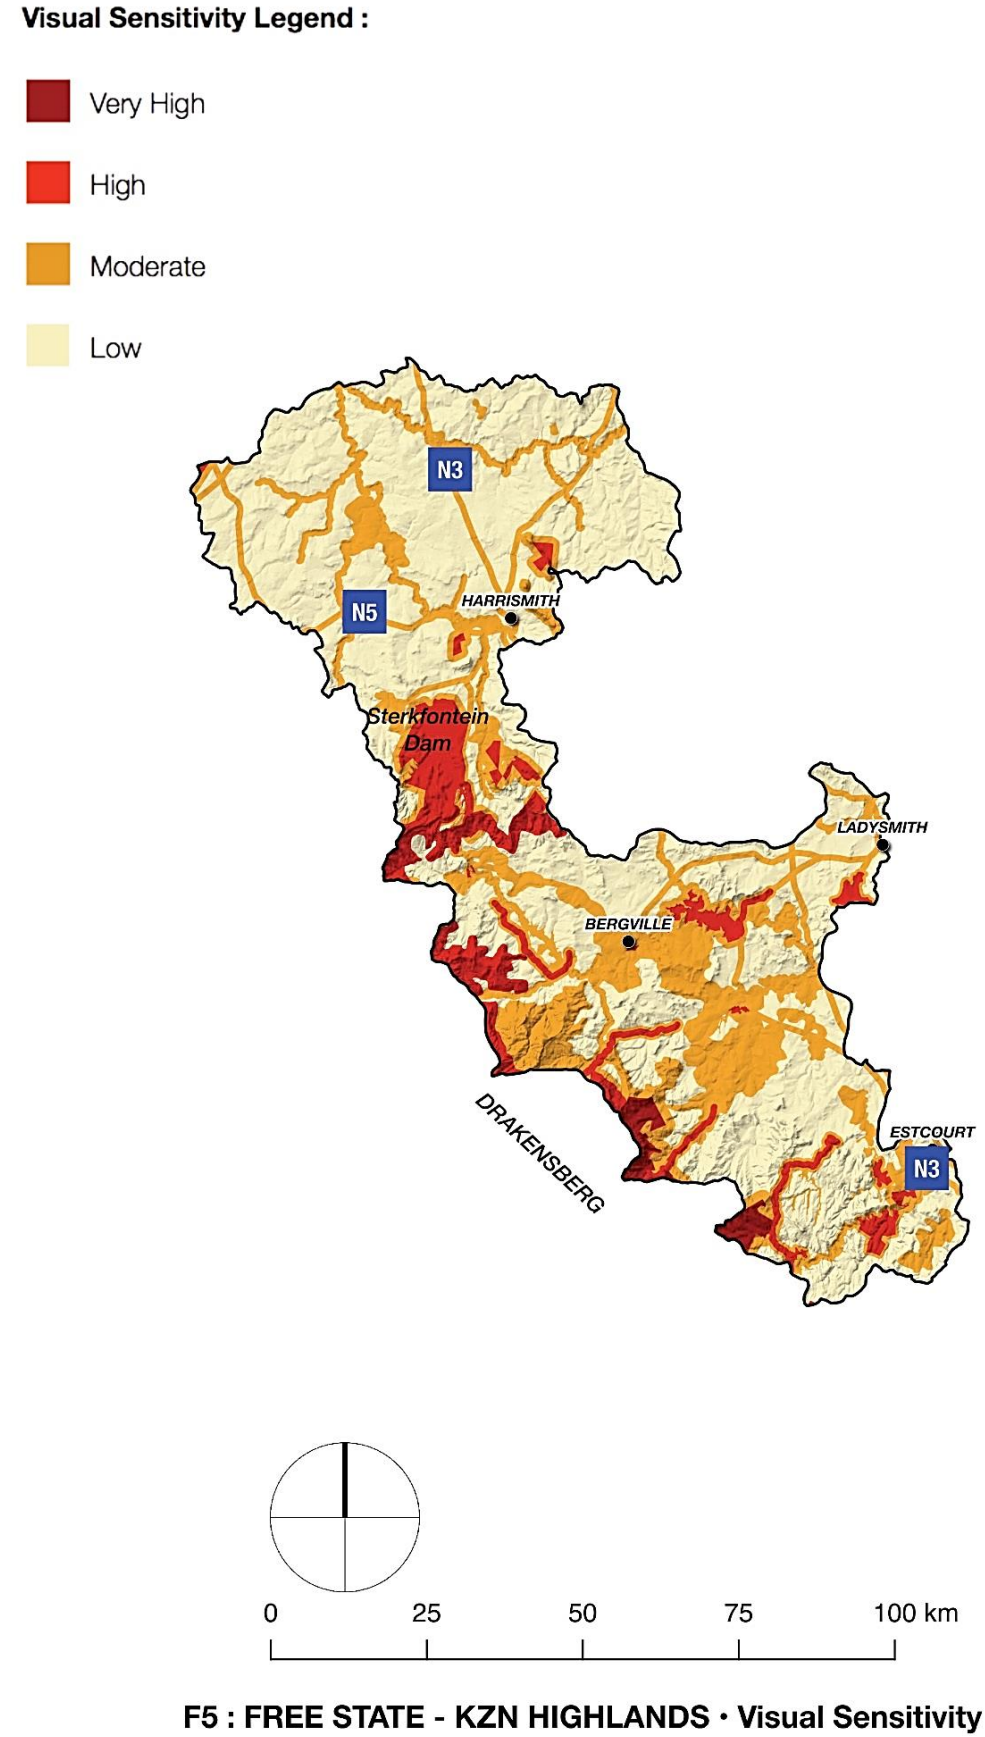 Visual Sensitivity Legend :
Very High
High
Moderate
Low
N3
HARRISMITH
N5
Sterkfontein
Dam
LADYSMITH
BERGVILLE
DRAKENSBERG
ESTCOURT
N3
0 25 50 75 100 km
F5 : FREE STATE - KZN HIGHLANDS • Visual Sensitivity